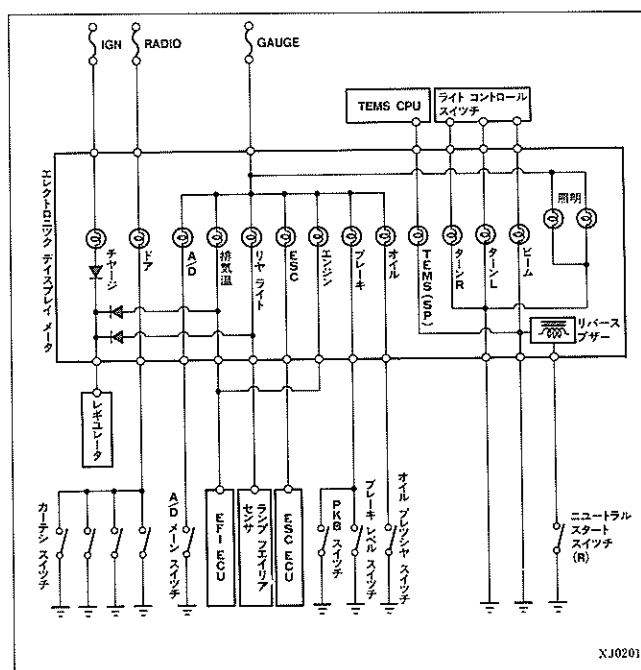 IGN
RADIO
GAUGE
TEMS CPU
ライト コントロール
スイッチ
エレクトロニック デイスプレイ メータ
照明
チャージ
ドア
A/D
排気温
リヤ ライト
ESC
エンジン
ブレーキ
オイル
TEMS(SP)
ターンR
ターンL
ビーム
リバース
ブザー
レギュレータ
カーテシ スイッチ
A/D メーン スイッチ
EFI ECU
ランプ フエイリア
センサ
ESC ECU
PKB スイッチ
ブレーキ レベル スイッチ
オイル プレツシヤ スイッチ
ニユートラル
スタート
スイッチ
(R)
XJ0201